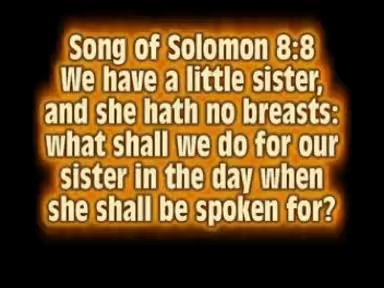 Song of Solomon 8:8
We have a little sister,
and she hath no breasts:
what shall we do for our
sister in the day when
she shall be spoken for?